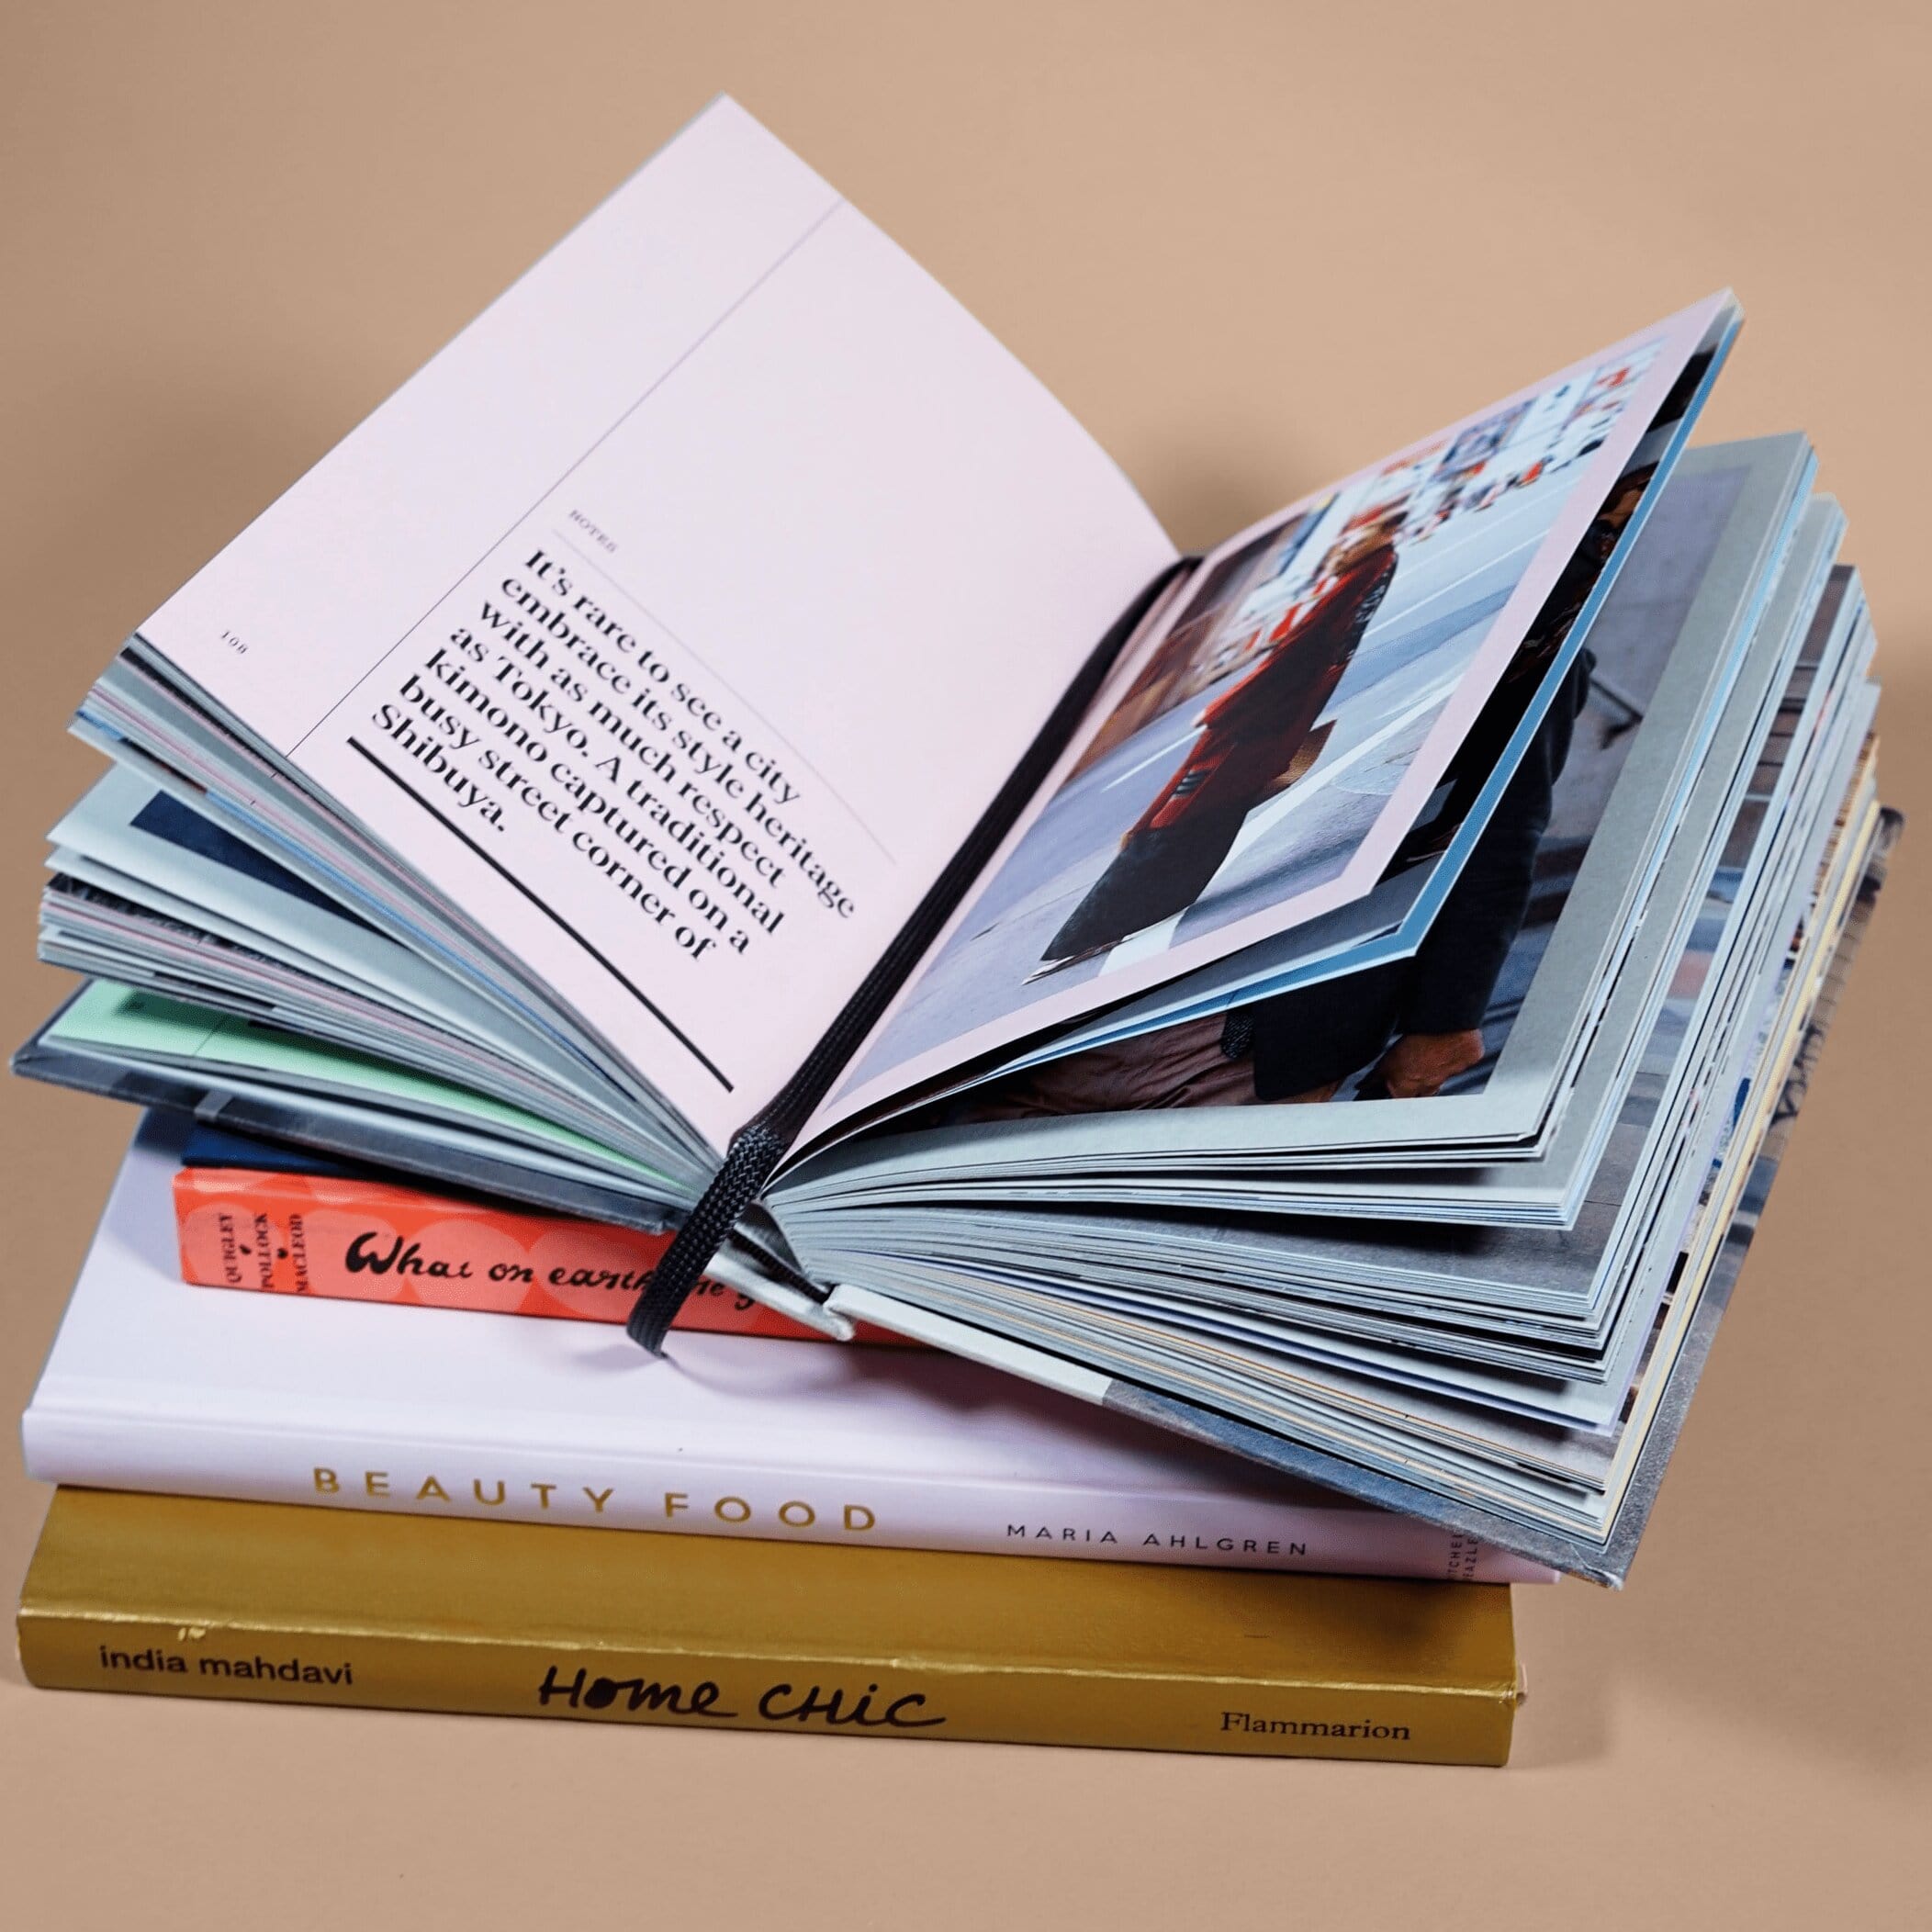 NOTES
It's rare to see a city
embrace its style heritage
with as much respect
as Tokyo. A traditional
kimono captured on a
busy street corner of
Shibuya.
108
QUIGLEY
POLLOCK
MACLEOD
What on earth
BEAUTY FOOD
MARIA AHLGREN
india mahdavi
Home CHiC
Flammarion